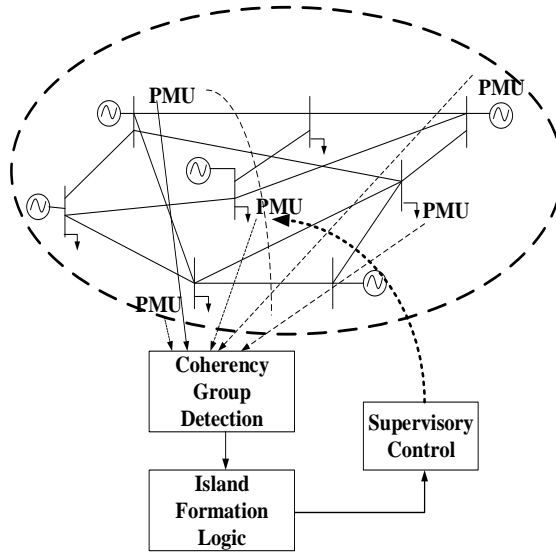 PMU
PMU
PMU
PMU
PMU
Coherency
Group
Detection
Supervisory
Control
Island
Formation
Logic